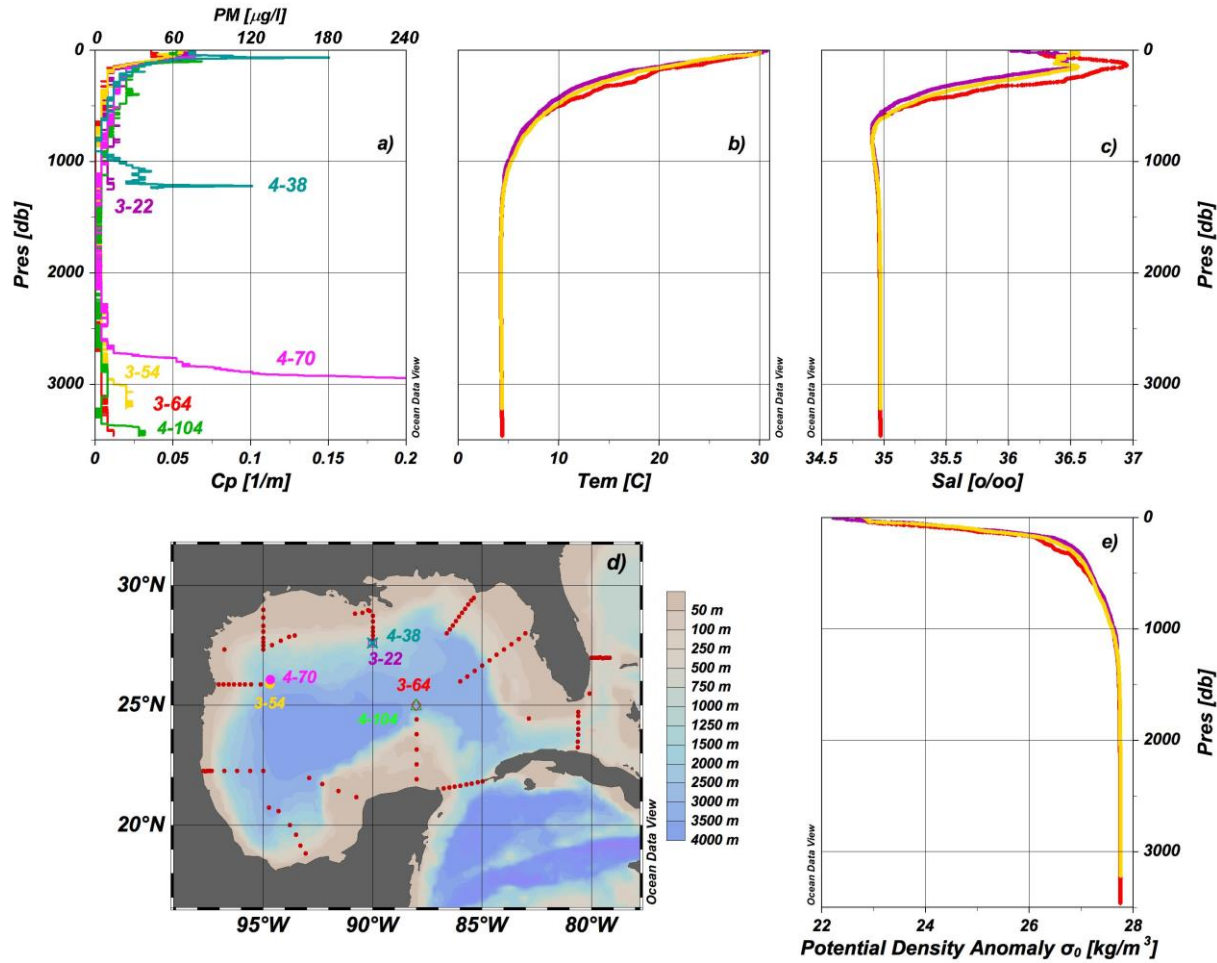 PM [µg/l]
0 60 120 180 240
0
1000
2000
3000
Pres [db]
a)
4-38
3-22
4-70
3-54
3-64
4-104
Ocean Data View
0 0.05 0.1 0.15 0.2
Cp [1/m]
b)
Ocean Data View
0 10 20 30
Tem [C]
c)
0
1000
2000
3000
Pres [db]
Ocean Data View
34.5 35 35.5 36 36.5 37
Sal [o/oo]
d)
30°N
25°N
20°N
4-38
3-22
4-70
3-64
3-54
4-104
95°W 90°W 85°W 80°W
Ocean Data View
50 m
100 m
250 m
500 m
750 m
1000 m
1250 m
1500 m
2000 m
2500 m
3000 m
3500 m
4000 m
e)
0
1000
2000
3000
Pres [db]
Ocean Data View
22 24 26 28
Potential Density Anomaly σ₀ [kg/m³]